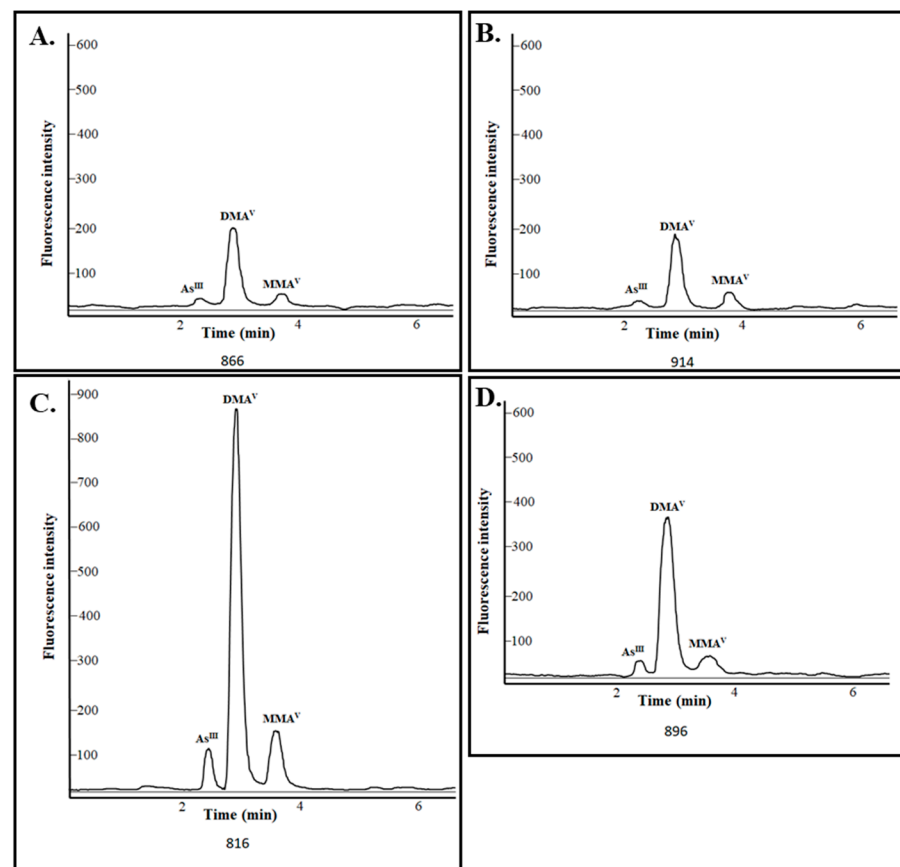 A.
Fluorescence intensity
600
500
400
300
200
100
As^III
DMA^V
MMA^V
2
4
6
Time (min)
866
B.
Fluorescence intensity
600
500
400
300
200
100
As^III
DMA^V
MMA^V
2
4
6
Time (min)
914
C.
Fluorescence intensity
900
800
700
600
500
400
300
200
100
As^III
DMA^V
MMA^V
2
4
6
Time (min)
816
D.
Fluorescence intensity
600
500
400
300
200
100
As^III
DMA^V
MMA^V
2
4
6
Time (min)
896